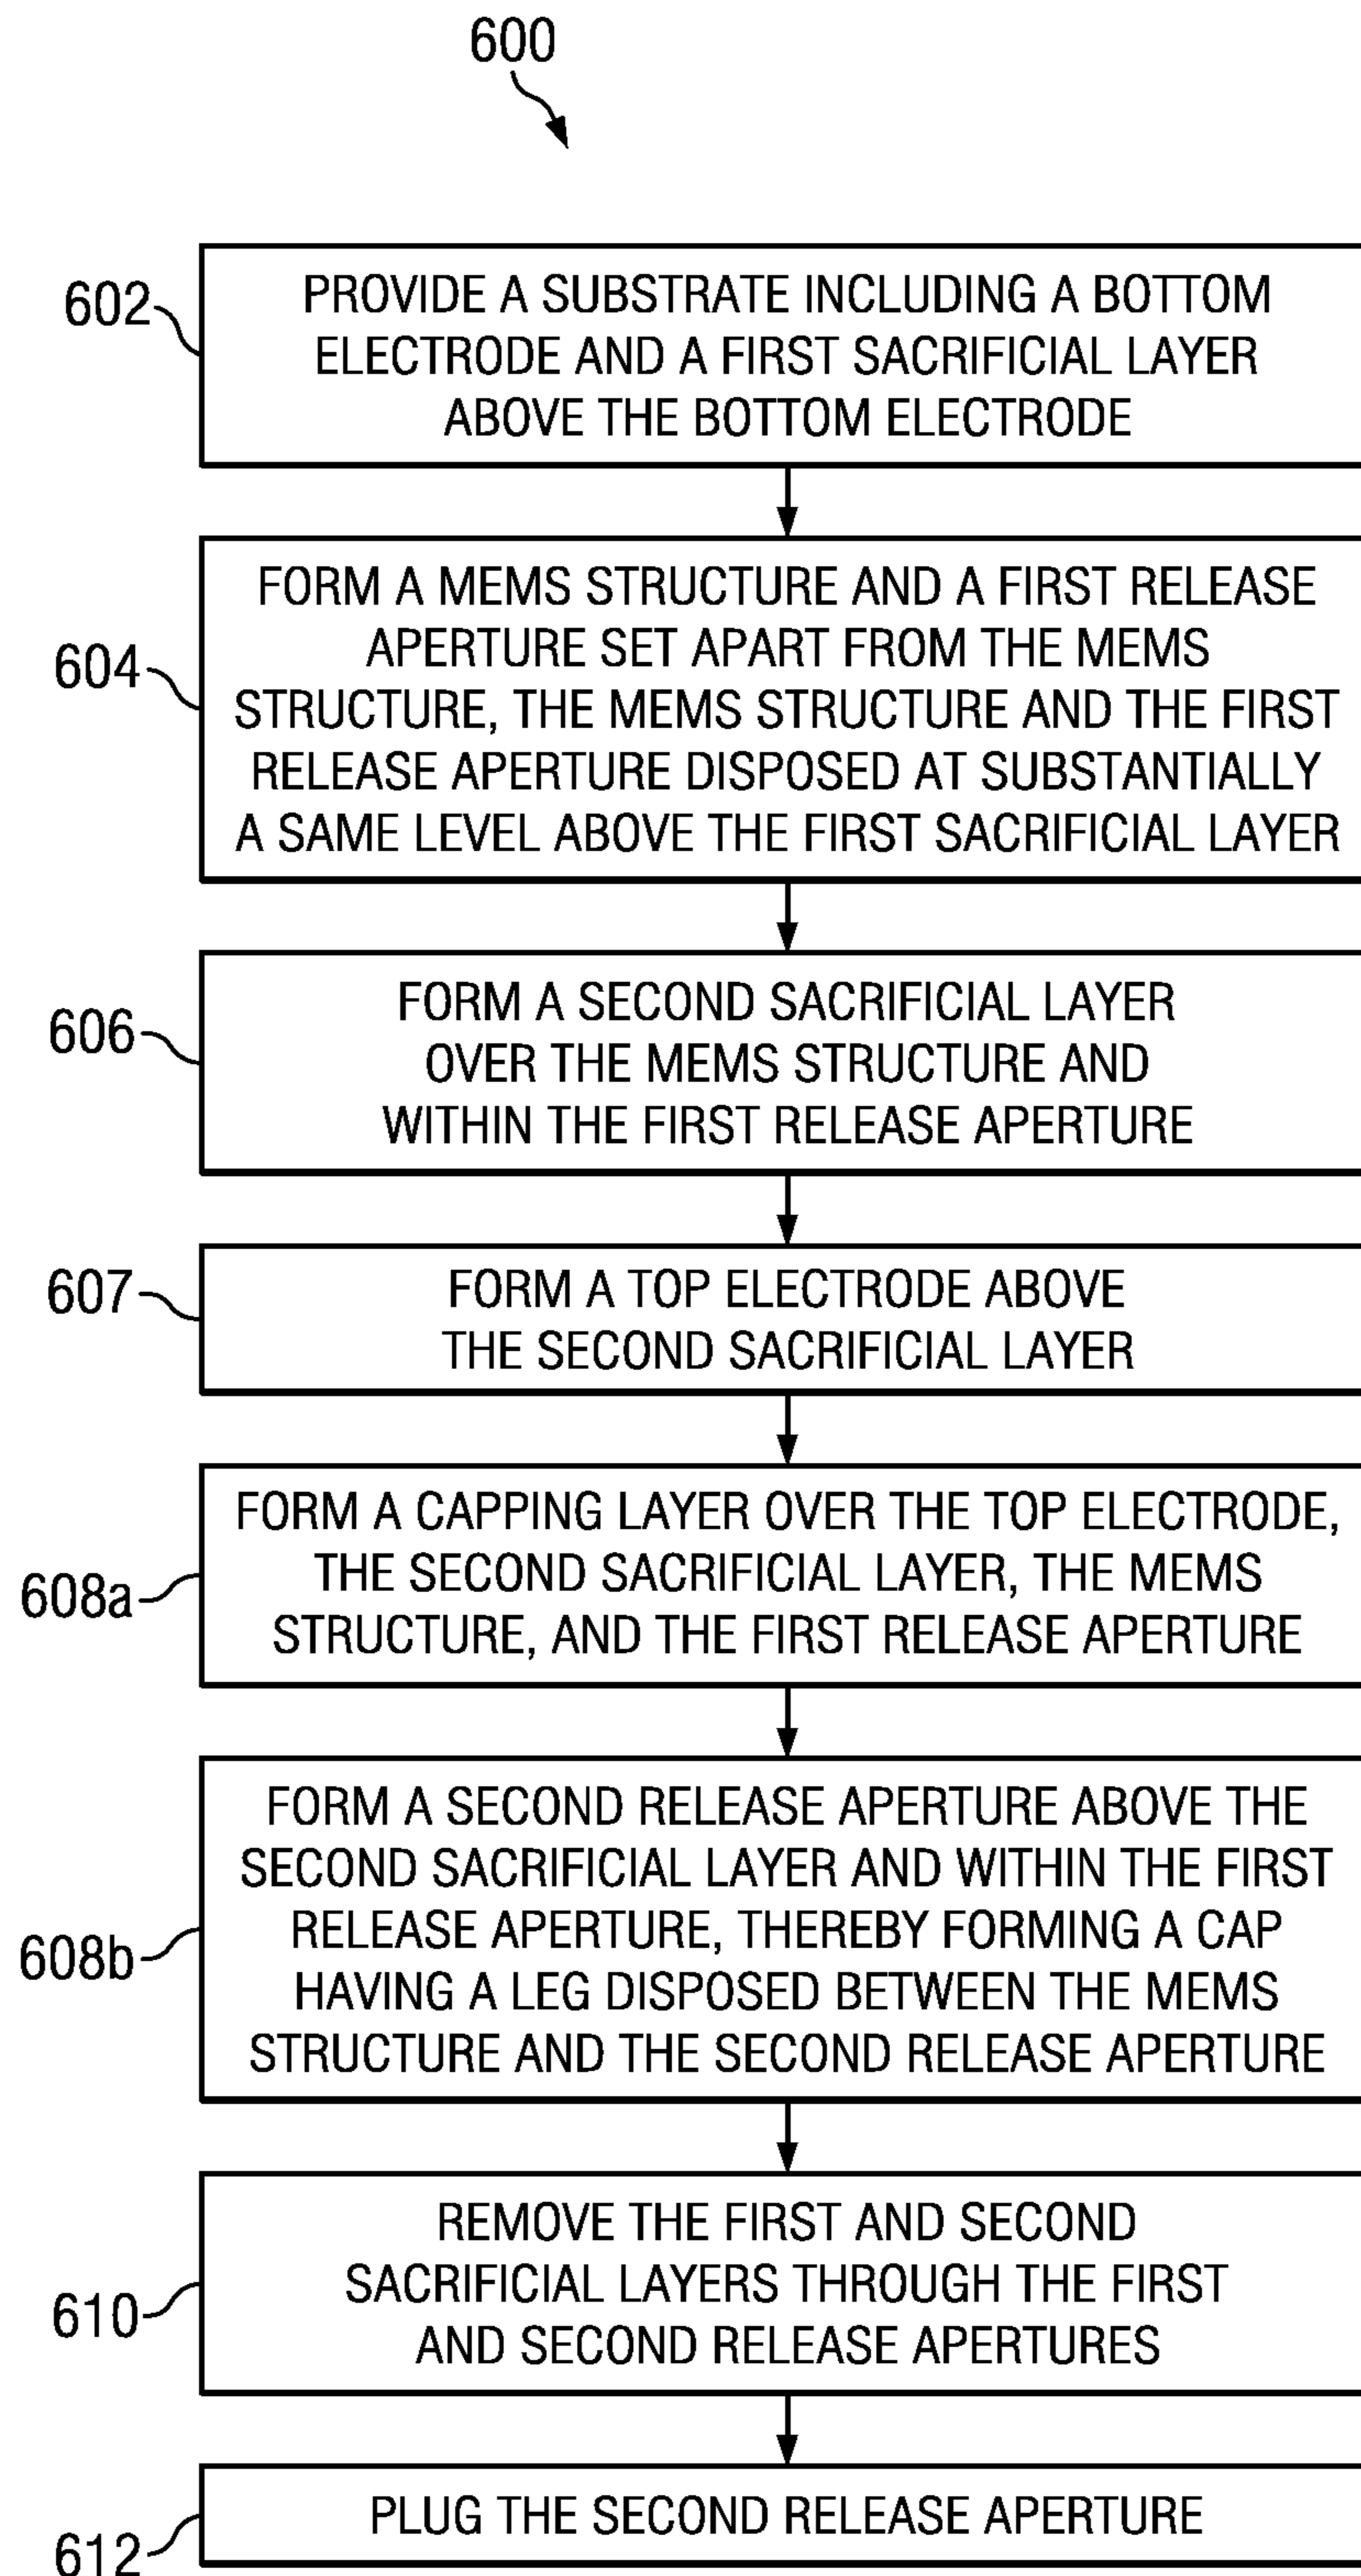 600
602
PROVIDE A SUBSTRATE INCLUDING A BOTTOM
ELECTRODE AND A FIRST SACRIFICIAL LAYER
ABOVE THE BOTTOM ELECTRODE
604
FORM A MEMS STRUCTURE AND A FIRST RELEASE
APERTURE SET APART FROM THE MEMS
STRUCTURE, THE MEMS STRUCTURE AND THE FIRST
RELEASE APERTURE DISPOSED AT SUBSTANTIALLY
A SAME LEVEL ABOVE THE FIRST SACRIFICIAL LAYER
606
FORM A SECOND SACRIFICIAL LAYER
OVER THE MEMS STRUCTURE AND
WITHIN THE FIRST RELEASE APERTURE
607
FORM A TOP ELECTRODE ABOVE
THE SECOND SACRIFICIAL LAYER
608a
FORM A CAPPING LAYER OVER THE TOP ELECTRODE,
THE SECOND SACRIFICIAL LAYER, THE MEMS
STRUCTURE, AND THE FIRST RELEASE APERTURE
608b
FORM A SECOND RELEASE APERTURE ABOVE THE
SECOND SACRIFICIAL LAYER AND WITHIN THE FIRST
RELEASE APERTURE, THEREBY FORMING A CAP
HAVING A LEG DISPOSED BETWEEN THE MEMS
STRUCTURE AND THE SECOND RELEASE APERTURE
610
REMOVE THE FIRST AND SECOND
SACRIFICIAL LAYERS THROUGH THE FIRST
AND SECOND RELEASE APERTURES
612
PLUG THE SECOND RELEASE APERTURE